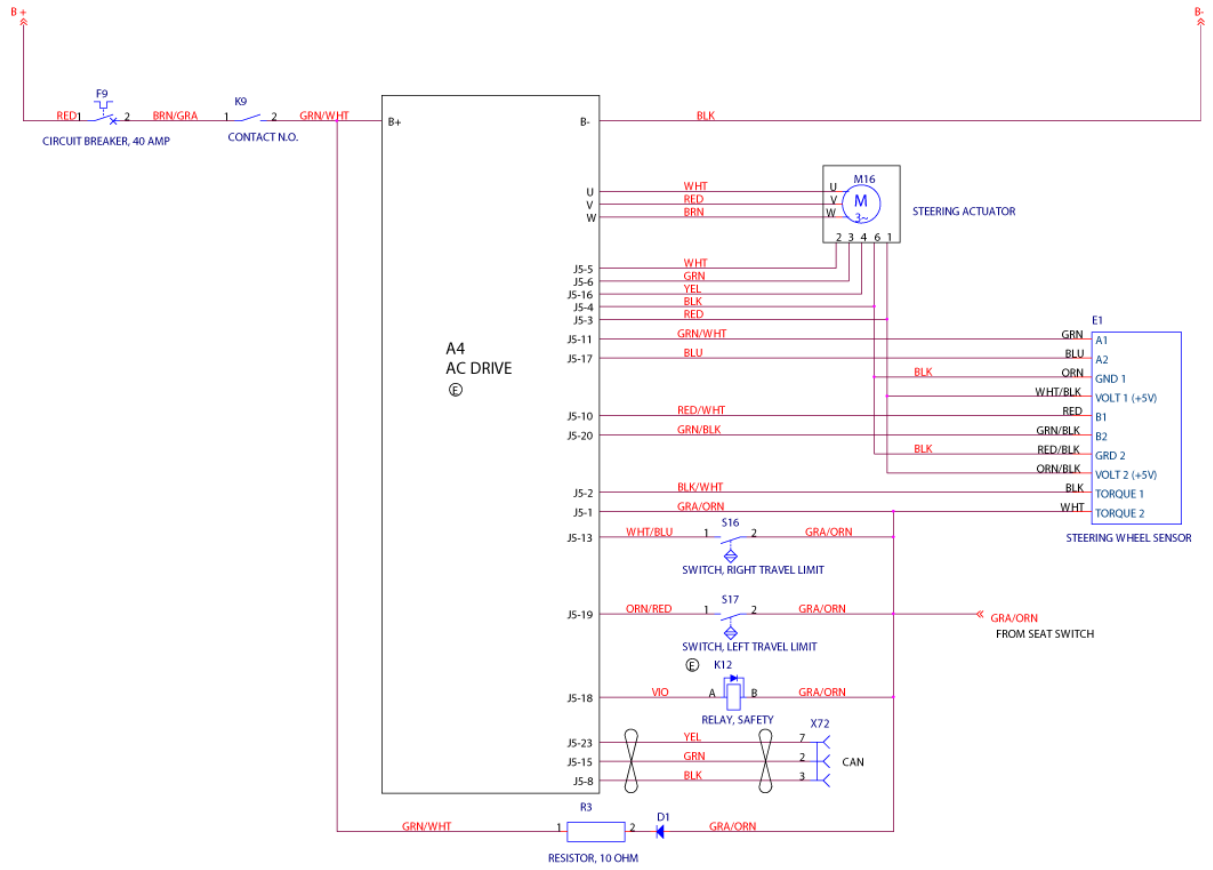 B +
B-
F9
RED 1
2
BRN/GRA
K9
1
2
GRN/WHT
CIRCUIT BREAKER, 40 AMP
CONTACT N.O.
B+
B-
BLK
M16
U
V
W
M
3~
STEERING ACTUATOR
U
WHT
V
RED
W
BRN
2 3 4 6 1
J5-5
WHT
J5-6
GRN
J5-16
YEL
J5-4
BLK
J5-3
RED
A4
AC DRIVE
E
E1
J5-11
GRN/WHT
GRN
A1
J5-17
BLU
BLU
A2
BLK
ORN
GND 1
WHT/BLK
VOLT 1 (+5V)
J5-10
RED/WHT
RED
B1
J5-20
GRN/BLK
GRN/BLK
B2
BLK
RED/BLK
GRD 2
ORN/BLK
VOLT 2 (+5V)
J5-2
BLK/WHT
BLK
TORQUE 1
J5-1
GRA/ORN
WHT
TORQUE 2
STEERING WHEEL SENSOR
J5-13
WHT/BLU
1
S16
2
GRA/ORN
SWITCH, RIGHT TRAVEL LIMIT
J5-19
ORN/RED
1
S17
2
GRA/ORN
GRA/ORN
FROM SEAT SWITCH
SWITCH, LEFT TRAVEL LIMIT
E
K12
J5-18
VIO
A
B
GRA/ORN
RELAY, SAFETY
X72
J5-23
YEL
7
J5-15
GRN
2
CAN
J5-8
BLK
3
R3
GRN/WHT
1
2
D1
GRA/ORN
RESISTOR, 10 OHM